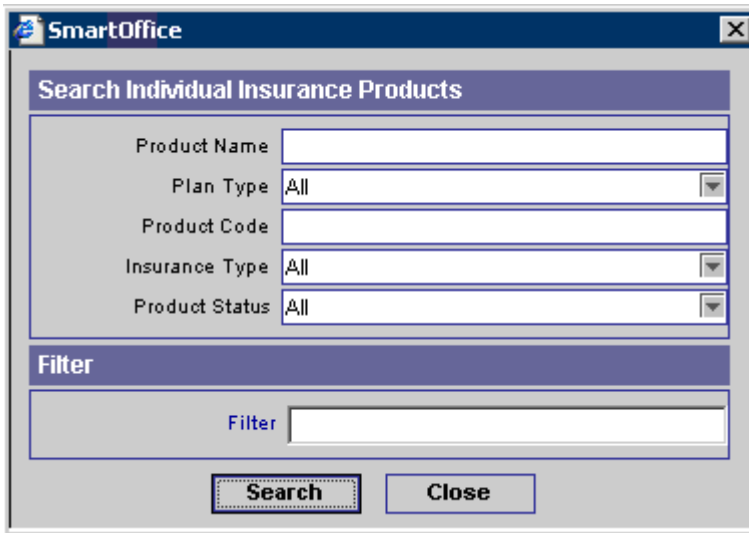 SmartOffice
Search Individual Insurance Products
Product Name
Plan Type All
Product Code
Insurance Type All
Product Status All
Filter
Filter
Search Close